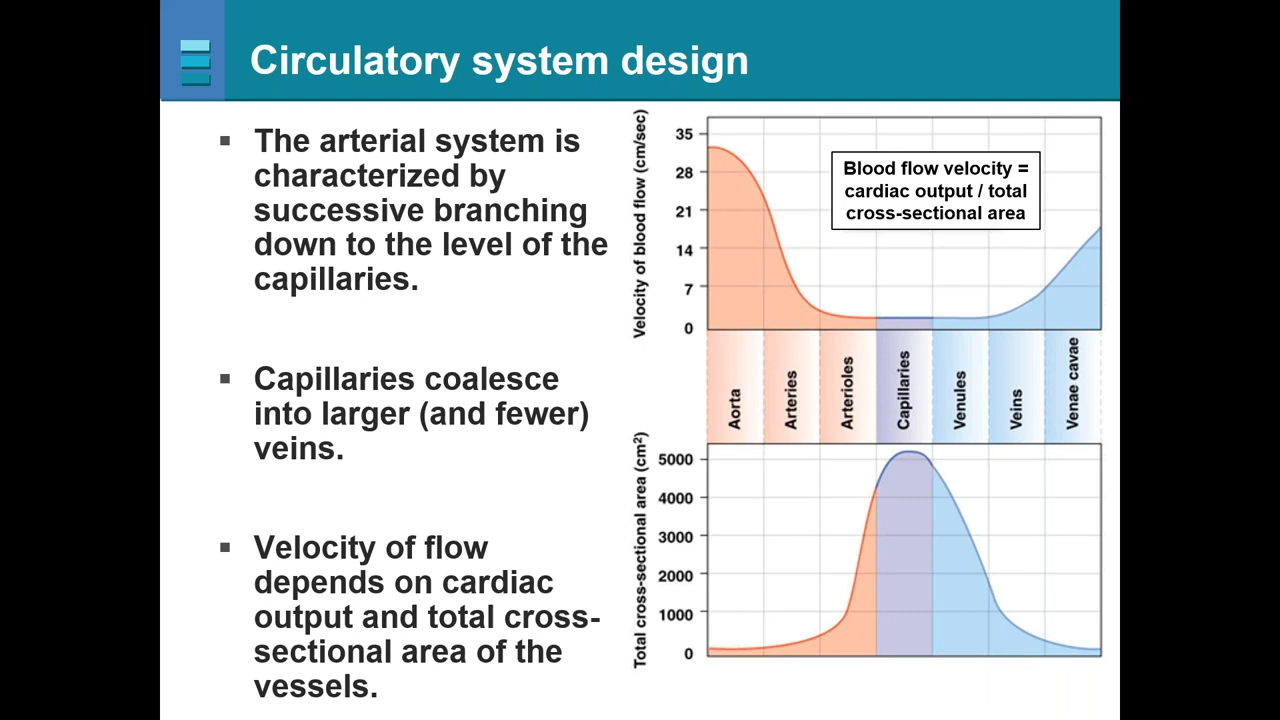 Circulatory system design
▪ The arterial system is
characterized by
successive branching
down to the level of the
capillaries.
▪ Capillaries coalesce
into larger (and fewer)
veins.
▪ Velocity of flow
depends on cardiac
output and total cross-
sectional area of the
vessels.
Velocity of blood flow (cm/sec)
35
28
21
14
7
0
Blood flow velocity =
cardiac output / total
cross-sectional area
Aorta
Arteries
Arterioles
Capillaries
Venules
Veins
Venae cavae
Total cross-sectional area (cm²)
5000
4000
3000
2000
1000
0